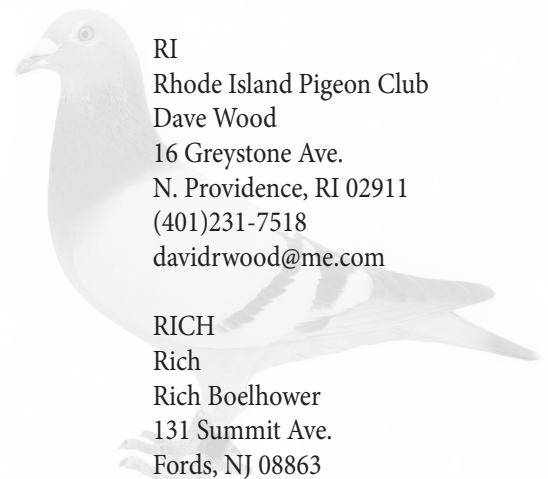 RI
Rhode Island Pigeon Club
Dave Wood
16 Greystone Ave.
N. Providence, RI 02911
(401)231-7518
davidrwood@me.com
RICH
Rich
Rich Boelhower
131 Summit Ave.
Fords, NJ 08863